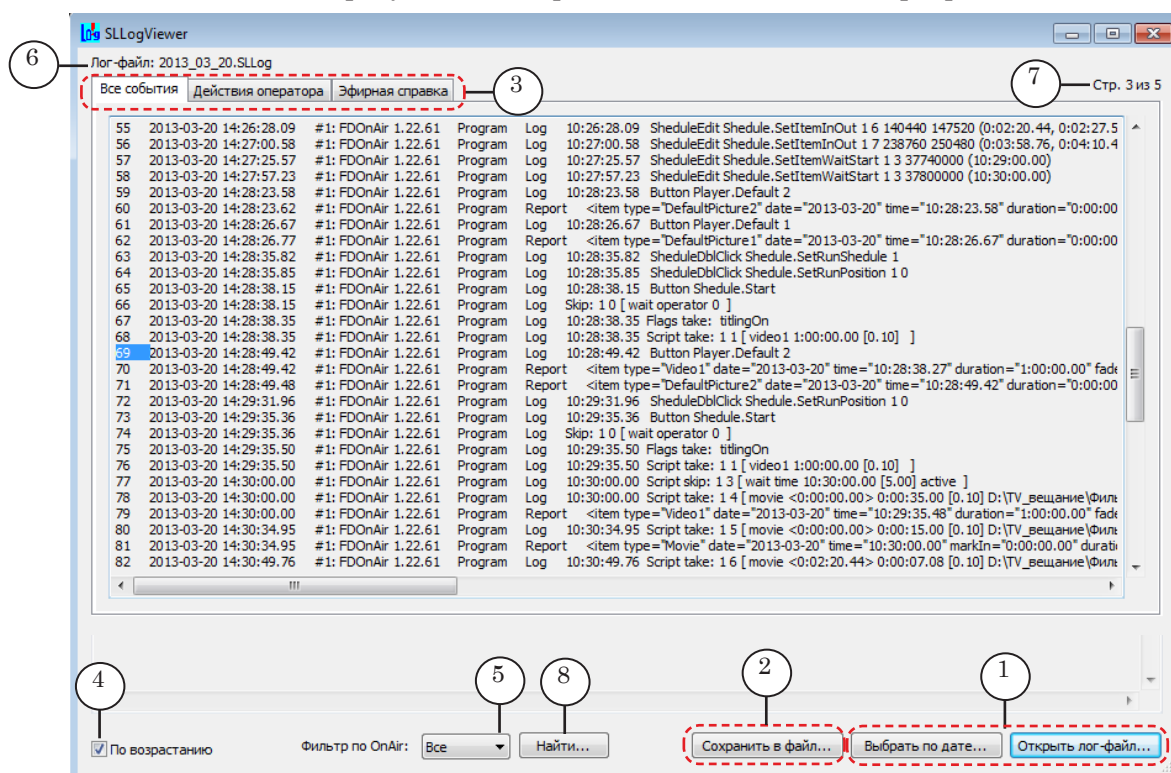 SLLogViewer
6
Лог-файл: 2013_03_20.SLLog
Все события Действия оператора Эфирная справка
3
7
Стр. 3 из 5
55 2013-03-20 14:26:28.09 #1: FDOnAir 1.22.61 Program Log 10:26:28.09 SheduleEdit Shedule.SetItemInOut 1 6 140440 147520 (0:02:20.44, 0:02:27.5
56 2013-03-20 14:27:00.58 #1: FDOnAir 1.22.61 Program Log 10:27:00.58 SheduleEdit Shedule.SetItemInOut 1 7 238760 250480 (0:03:58.76, 0:04:10.4
57 2013-03-20 14:27:25.57 #1: FDOnAir 1.22.61 Program Log 10:27:25.57 SheduleEdit Shedule.SetItemWaitStart 1 3 37740000 (10:29:00.00)
58 2013-03-20 14:27:57.23 #1: FDOnAir 1.22.61 Program Log 10:27:57.23 SheduleEdit Shedule.SetItemWaitStart 1 3 37800000 (10:30:00.00)
59 2013-03-20 14:28:23.58 #1: FDOnAir 1.22.61 Program Log 10:28:23.58 Button Player.Default 2
60 2013-03-20 14:28:23.62 #1: FDOnAir 1.22.61 Program Report <item type="DefaultPicture2" date="2013-03-20" time="10:28:23.58" duration="0:00:00
61 2013-03-20 14:28:26.67 #1: FDOnAir 1.22.61 Program Log 10:28:26.67 Button Player.Default 1
62 2013-03-20 14:28:26.77 #1: FDOnAir 1.22.61 Program Report <item type="DefaultPicture1" date="2013-03-20" time="10:28:26.67" duration="0:00:00
63 2013-03-20 14:28:35.82 #1: FDOnAir 1.22.61 Program Log 10:28:35.82 SheduleDblClick Shedule.SetRunShedule 1
64 2013-03-20 14:28:35.85 #1: FDOnAir 1.22.61 Program Log 10:28:35.85 SheduleDblClick Shedule.SetRunPosition 1 0
65 2013-03-20 14:28:38.15 #1: FDOnAir 1.22.61 Program Log 10:28:38.15 Button Shedule.Start
66 2013-03-20 14:28:38.15 #1: FDOnAir 1.22.61 Program Log Skip: 1 0 [ wait operator 0 ]
67 2013-03-20 14:28:38.35 #1: FDOnAir 1.22.61 Program Log 10:28:38.35 Flags take: titlingOn
68 2013-03-20 14:28:38.35 #1: FDOnAir 1.22.61 Program Log 10:28:38.35 Script take: 1 1 [ video1 1:00:00.00 [0.10] ]
69 2013-03-20 14:28:49.42 #1: FDOnAir 1.22.61 Program Log 10:28:49.42 Button Player.Default 2
70 2013-03-20 14:28:49.42 #1: FDOnAir 1.22.61 Program Report <item type="Video1" date="2013-03-20" time="10:28:38.27" duration="1:00:00.00" fade
71 2013-03-20 14:28:49.48 #1: FDOnAir 1.22.61 Program Report <item type="DefaultPicture2" date="2013-03-20" time="10:28:49.42" duration="0:00:00
72 2013-03-20 14:29:31.96 #1: FDOnAir 1.22.61 Program Log 10:29:31.96 SheduleDblClick Shedule.SetRunPosition 1 0
73 2013-03-20 14:29:35.36 #1: FDOnAir 1.22.61 Program Log 10:29:35.36 Button Shedule.Start
74 2013-03-20 14:29:35.36 #1: FDOnAir 1.22.61 Program Log Skip: 1 0 [ wait operator 0 ]
75 2013-03-20 14:29:35.50 #1: FDOnAir 1.22.61 Program Log 10:29:35.50 Flags take: titlingOn
76 2013-03-20 14:29:35.50 #1: FDOnAir 1.22.61 Program Log 10:29:35.50 Script take: 1 1 [ video1 1:00:00.00 [0.10] ]
77 2013-03-20 14:30:00.00 #1: FDOnAir 1.22.61 Program Log 10:30:00.00 Script skip: 1 3 [ wait time 10:30:00.00 [5.00] active ]
78 2013-03-20 14:30:00.00 #1: FDOnAir 1.22.61 Program Log 10:30:00.00 Script take: 1 4 [ movie <0:00:00.00> 0:00:35.00 [0.10] D:\TV_вещание\Филь
79 2013-03-20 14:30:00.00 #1: FDOnAir 1.22.61 Program Report <item type="Video1" date="2013-03-20" time="10:29:35.48" duration="1:00:00.00" fade
80 2013-03-20 14:30:34.95 #1: FDOnAir 1.22.61 Program Log 10:30:34.95 Script take: 1 5 [ movie <0:00:00.00> 0:00:15.00 [0.10] D:\TV_вещание\Филь
81 2013-03-20 14:30:34.95 #1: FDOnAir 1.22.61 Program Report <item type="Movie" date="2013-03-20" time="10:30:00.00" markIn="0:00:00.00" durati
82 2013-03-20 14:30:49.76 #1: FDOnAir 1.22.61 Program Log 10:30:49.76 Script take: 1 6 [ movie <0:02:20.44> 0:00:07.08 [0.10] D:\TV_вещание\Филь
4
5
8
2
1
По возрастанию Фильтр по OnAir: Все Найти... Сохранить в файл... Выбрать по дате... Открыть лог-файл...